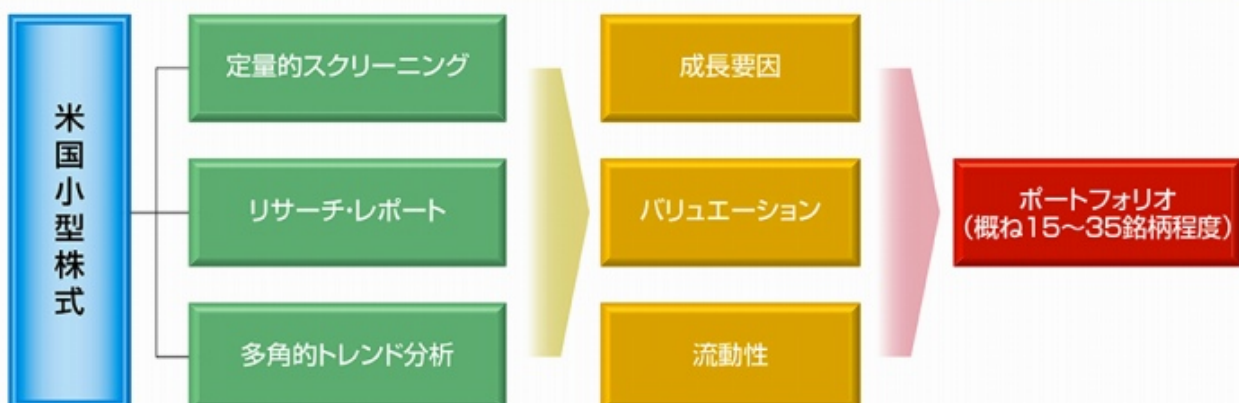 米国小型株式
定量的スクリーニング
リサーチ・レポート
多角的トレンド分析
成長要因
バリュエーション
流動性
ポートフォリオ
(概ね15～35銘柄程度)